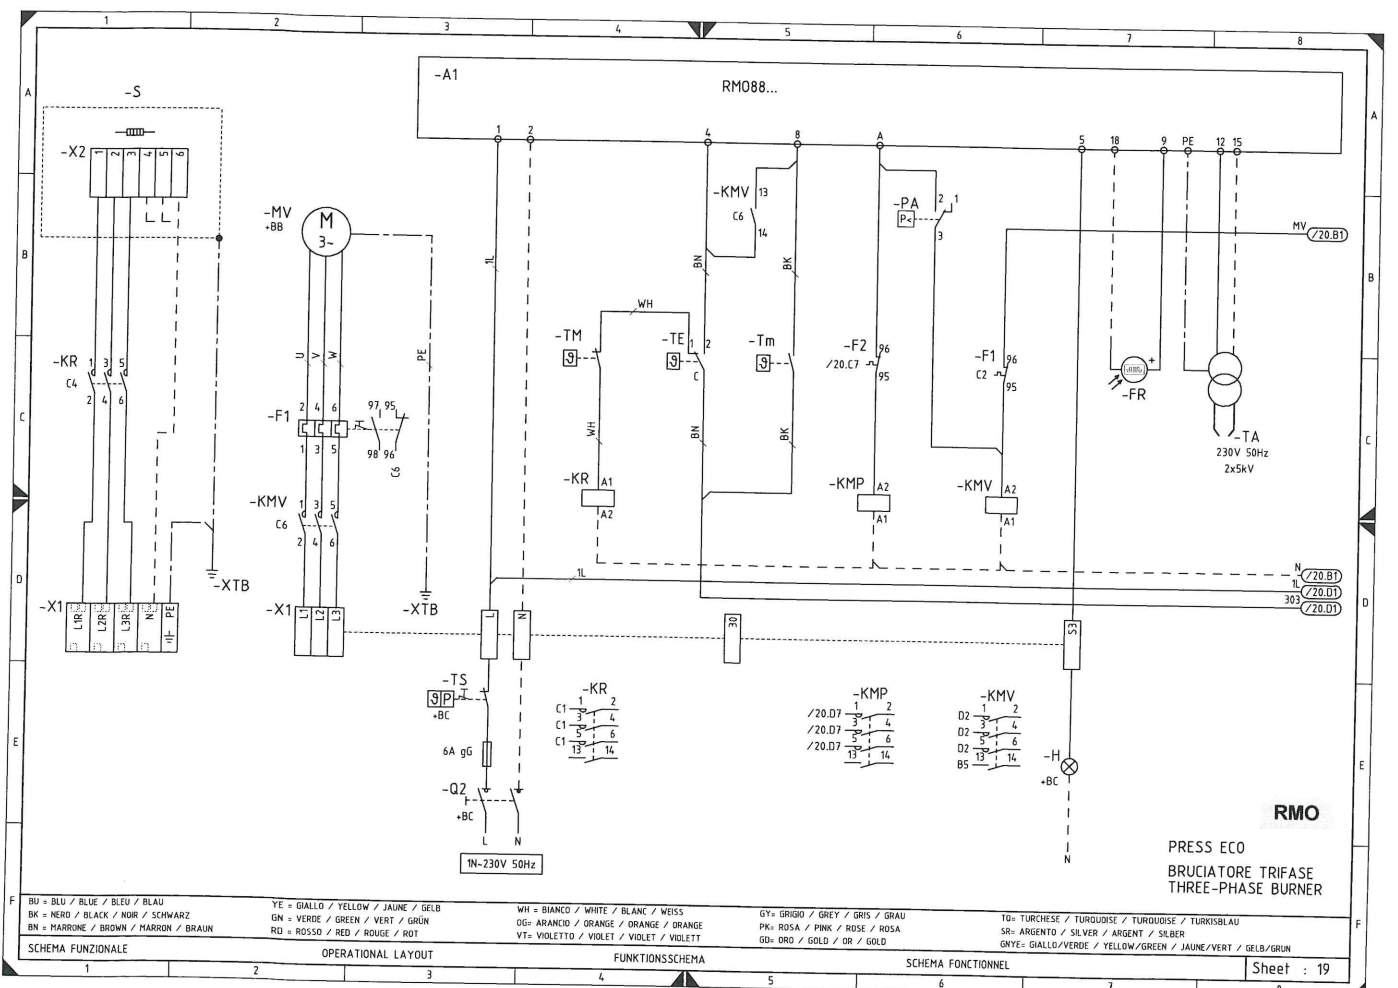 1 2 3 4 5 6 7 8
A A
B B
C C
D D
E E
F F
-A1
RMO88...
1 2 4 8 A 5 18 9 PE 12 15
-S
-X2
1 2 3 4 5 6
-MV
+BB
M
3~
-KMV
13
C6
14
-PA
2 1
P<
3
MV
/20.B1
1L
BN
BK
WH
-KR
1 3 5
C4
2 4 6
U V W
PE
-TM
ϑ
-TE
1 2
ϑ
C
-Tm
ϑ
-F2
96
/20.C7
95
-F1
96
C2
95
+
-FR
-TA
230V 50Hz
2x5kV
-F1
2 4 6
1 3 5
97 95
98 96
C6
WH
BN
BK
-KR
A1
A2
-KMP
A2
A1
-KMV
A2
A1
-KMV
1 3 5
C6
2 4 6
-XTB
-XTB
1L
N
/20.B1
1L
/20.D1
303
/20.D1
-X1
L1R L2R L3R N PE
-X1
L1 L2 L3
L N 30 S3
-TS
ϑ P
+BC
6A gG
-Q2
+BC
L N
1N~230V 50Hz
-KR
C1 1 2
C1 3 4
C1 5 6
13 14
-KMP
/20.D7 1 2
/20.D7 3 4
/20.D7 5 6
13 14
-KMV
D2 1 2
D2 3 4
D2 5 6
B5 13 14
-H
+BC
N
RMO
PRESS ECO
BRUCIATORE TRIFASE
THREE-PHASE BURNER
BU = BLU / BLUE / BLEU / BLAU
BK = NERO / BLACK / NOIR / SCHWARZ
BN = MARRONE / BROWN / MARRON / BRAUN
YE = GIALLO / YELLOW / JAUNE / GELB
GN = VERDE / GREEN / VERT / GRÜN
RD = ROSSO / RED / ROUGE / ROT
WH = BIANCO / WHITE / BLANC / WEISS
OG= ARANCIO / ORANGE / ORANGE / ORANGE
VT= VIOLETTO / VIOLET / VIOLET / VIOLETT
GY= GRIGIO / GREY / GRIS / GRAU
PK= ROSA / PINK / ROSE / ROSA
GD= ORO / GOLD / OR / GOLD
TQ= TURCHESE / TURQUOISE / TURQUOISE / TURKISBLAU
SR= ARGENTO / SILVER / ARGENT / SILBER
GNYE= GIALLO/VERDE / YELLOW/GREEN / JAUNE/VERT / GELB/GRUN
SCHEMA FUNZIONALE
OPERATIONAL LAYOUT
FUNKTIONSSCHEMA
SCHEMA FONCTIONNEL
Sheet : 19
1 2 3 4 5 6 7